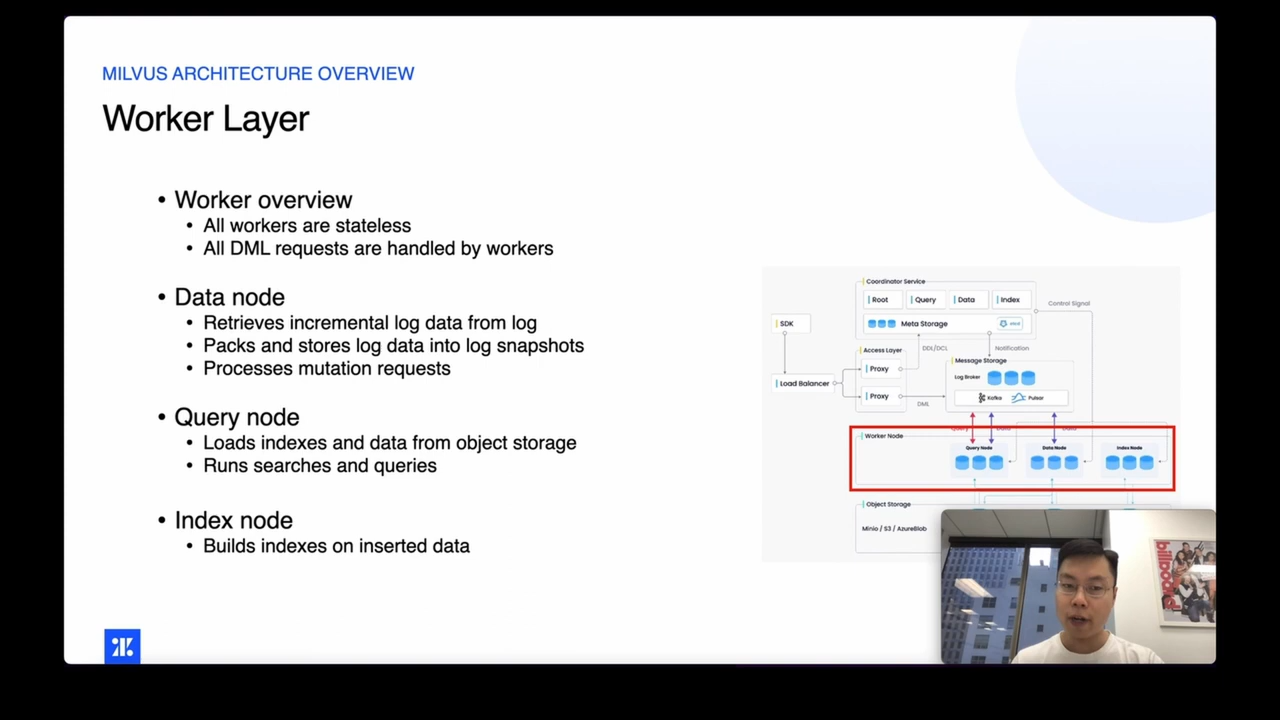 MILVUS ARCHITECTURE OVERVIEW
Worker Layer
• Worker overview
• All workers are stateless
• All DML requests are handled by workers
• Data node
• Retrieves incremental log data from log
• Packs and stores log data into log snapshots
• Processes mutation requests
• Query node
• Loads indexes and data from object storage
• Runs searches and queries
• Index node
• Builds indexes on inserted data
Coordinator Service
Root
Query
Data
Index
Control Signal
SDK
Meta Storage
etcd
Access Layer
DDL/DCL
Notification
Proxy
Message Storage
Log Broker
Load Balancer
Proxy
Kafka
Pulsar
DML
Query
Data
Data
Worker Node
Query Node
Data Node
Index Node
Object Storage
Minio / S3 / AzureBlob
billboard